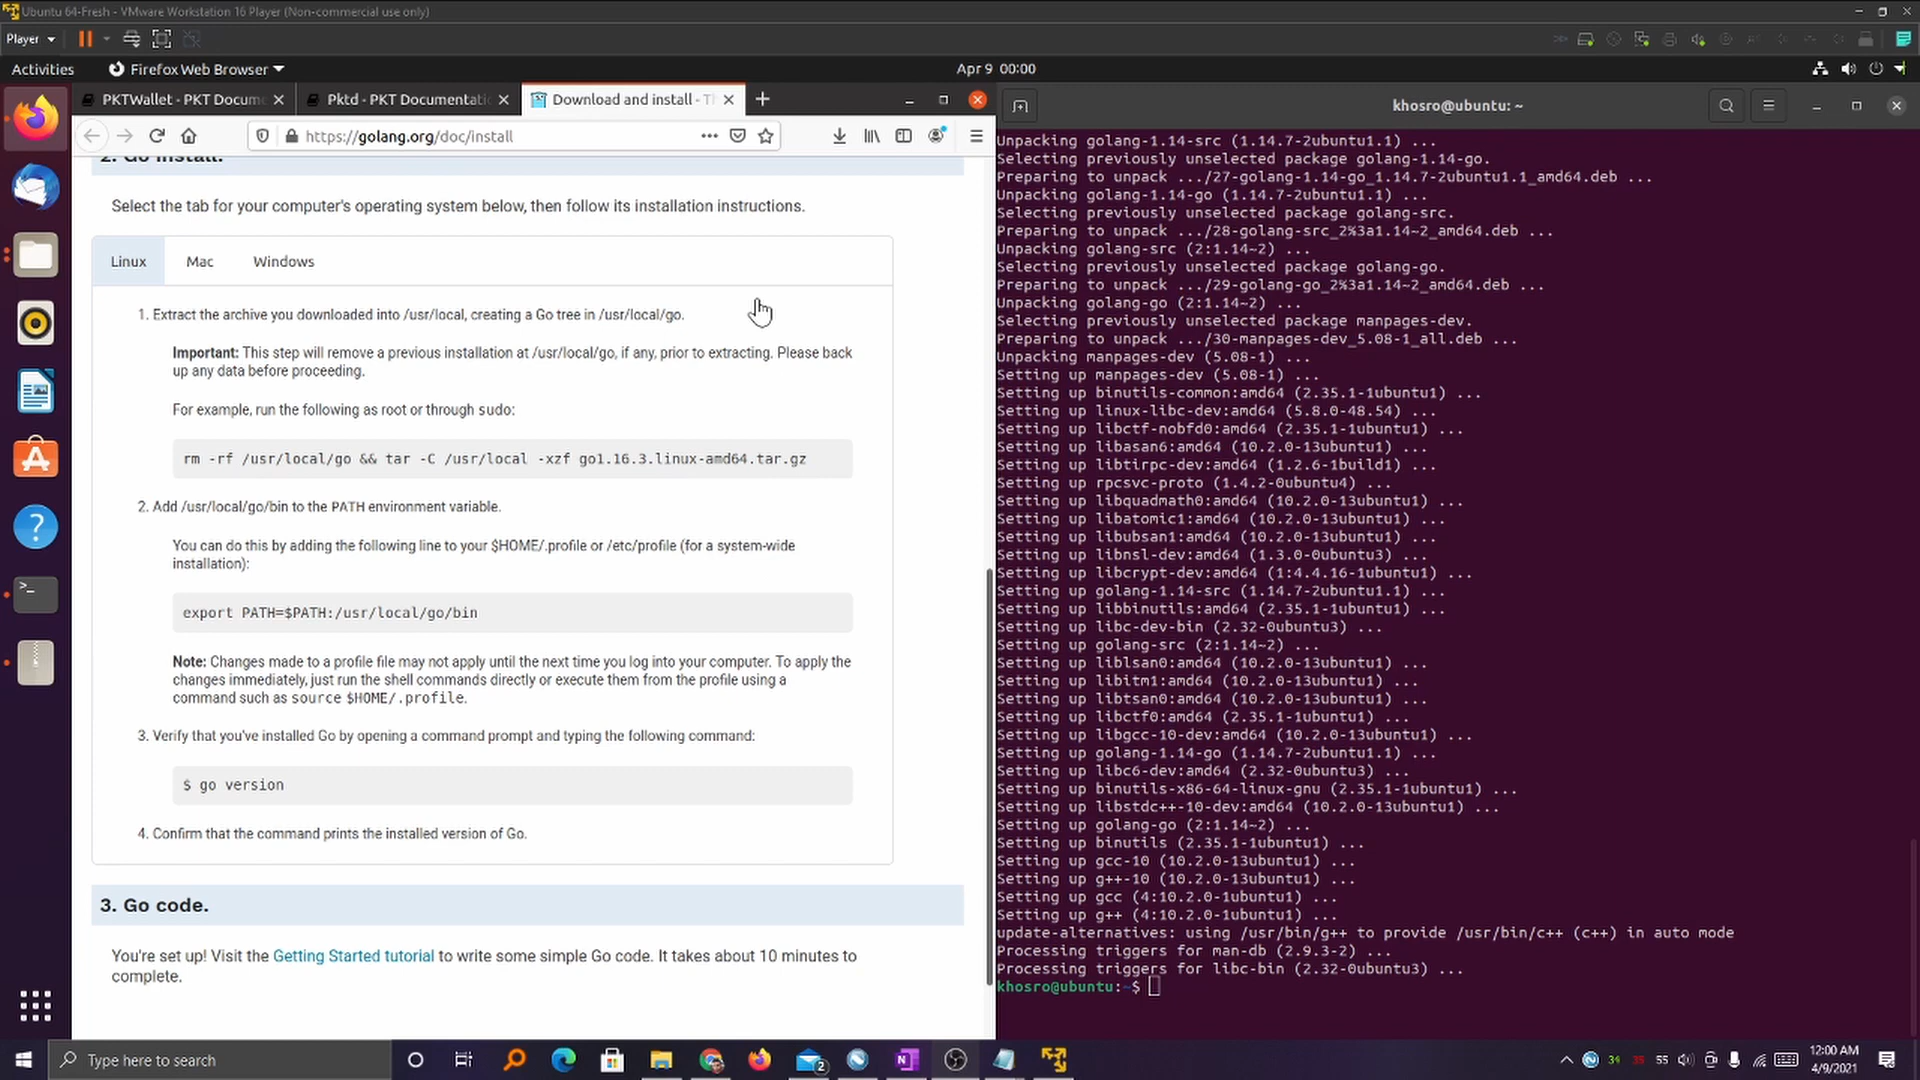 Ubuntu 64-Fresh - VMware Workstation 16 Player (Non-commercial use only)
Player
Activities
Firefox Web Browser
Apr 9 00:00
PKTWallet - PKT Docume
Pktd - PKT Documentatio
Download and install - Th
https://golang.org/doc/install
2. Go install.
Select the tab for your computer's operating system below, then follow its installation instructions.
Linux
Mac
Windows
1. Extract the archive you downloaded into /usr/local, creating a Go tree in /usr/local/go.
Important: This step will remove a previous installation at /usr/local/go, if any, prior to extracting. Please back
up any data before proceeding.
For example, run the following as root or through sudo:
rm -rf /usr/local/go && tar -C /usr/local -xzf go1.16.3.linux-amd64.tar.gz
2. Add /usr/local/go/bin to the PATH environment variable.
You can do this by adding the following line to your $HOME/.profile or /etc/profile (for a system-wide
installation):
export PATH=$PATH:/usr/local/go/bin
Note: Changes made to a profile file may not apply until the next time you log into your computer. To apply the
changes immediately, just run the shell commands directly or execute them from the profile using a
command such as source $HOME/.profile.
3. Verify that you've installed Go by opening a command prompt and typing the following command:
$ go version
4. Confirm that the command prints the installed version of Go.
3. Go code.
You're set up! Visit the Getting Started tutorial to write some simple Go code. It takes about 10 minutes to
complete.
khosro@ubuntu: ~
Unpacking golang-1.14-src (1.14.7-2ubuntu1.1) ...
Selecting previously unselected package golang-1.14-go.
Preparing to unpack .../27-golang-1.14-go_1.14.7-2ubuntu1.1_amd64.deb ...
Unpacking golang-1.14-go (1.14.7-2ubuntu1.1) ...
Selecting previously unselected package golang-src.
Preparing to unpack .../28-golang-src_2%3a1.14~2_amd64.deb ...
Unpacking golang-src (2:1.14~2) ...
Selecting previously unselected package golang-go.
Preparing to unpack .../29-golang-go_2%3a1.14~2_amd64.deb ...
Unpacking golang-go (2:1.14~2) ...
Selecting previously unselected package manpages-dev.
Preparing to unpack .../30-manpages-dev_5.08-1_all.deb ...
Unpacking manpages-dev (5.08-1) ...
Setting up manpages-dev (5.08-1) ...
Setting up binutils-common:amd64 (2.35.1-1ubuntu1) ...
Setting up linux-libc-dev:amd64 (5.8.0-48.54) ...
Setting up libctf-nobfd0:amd64 (2.35.1-1ubuntu1) ...
Setting up libasan6:amd64 (10.2.0-13ubuntu1) ...
Setting up libtirpc-dev:amd64 (1.2.6-1build1) ...
Setting up rpcsvc-proto (1.4.2-0ubuntu4) ...
Setting up libquadmath0:amd64 (10.2.0-13ubuntu1) ...
Setting up libatomic1:amd64 (10.2.0-13ubuntu1) ...
Setting up libubsan1:amd64 (10.2.0-13ubuntu1) ...
Setting up libnsl-dev:amd64 (1.3.0-0ubuntu3) ...
Setting up libcrypt-dev:amd64 (1:4.4.16-1ubuntu1) ...
Setting up golang-1.14-src (1.14.7-2ubuntu1.1) ...
Setting up libbinutils:amd64 (2.35.1-1ubuntu1) ...
Setting up libc-dev-bin (2.32-0ubuntu3) ...
Setting up golang-src (2:1.14~2) ...
Setting up liblsan0:amd64 (10.2.0-13ubuntu1) ...
Setting up libitm1:amd64 (10.2.0-13ubuntu1) ...
Setting up libtsan0:amd64 (10.2.0-13ubuntu1) ...
Setting up libctf0:amd64 (2.35.1-1ubuntu1) ...
Setting up libgcc-10-dev:amd64 (10.2.0-13ubuntu1) ...
Setting up golang-1.14-go (1.14.7-2ubuntu1.1) ...
Setting up libc6-dev:amd64 (2.32-0ubuntu3) ...
Setting up binutils-x86-64-linux-gnu (2.35.1-1ubuntu1) ...
Setting up libstdc++-10-dev:amd64 (10.2.0-13ubuntu1) ...
Setting up golang-go (2:1.14~2) ...
Setting up binutils (2.35.1-1ubuntu1) ...
Setting up gcc-10 (10.2.0-13ubuntu1) ...
Setting up g++-10 (10.2.0-13ubuntu1) ...
Setting up gcc (4:10.2.0-1ubuntu1) ...
Setting up g++ (4:10.2.0-1ubuntu1) ...
update-alternatives: using /usr/bin/g++ to provide /usr/bin/c++ (c++) in auto mode
Processing triggers for man-db (2.9.3-2) ...
Processing triggers for libc-bin (2.32-0ubuntu3) ...
khosro@ubuntu:~$
Type here to search
2
34
35
55
12:00 AM
4/9/2021